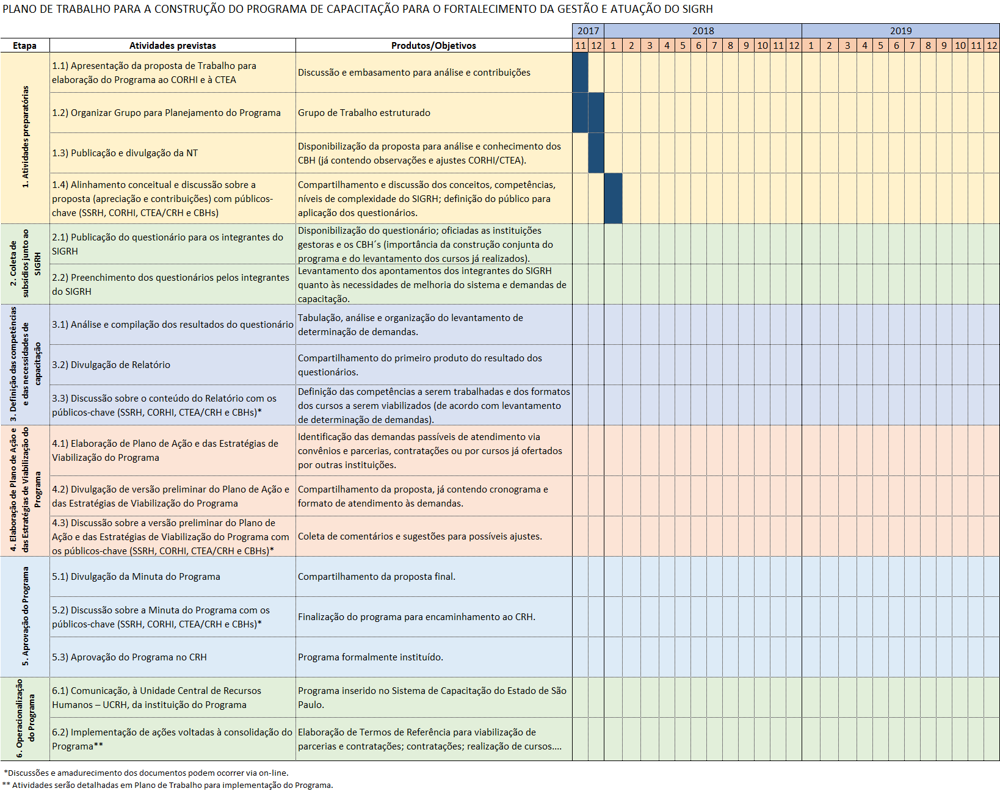 PLANO DE TRABALHO PARA A CONSTRUÇÃO DO PROGRAMA DE CAPACITAÇÃO PARA O FORTALECIMENTO DA GESTÃO E ATUAÇÃO DO SIGRH
2017 2018 2019
Etapa Atividades previstas Produtos/Objetivos 11 12 1 2 3 4 5 6 7 8 9 10 11 12 1 2 3 4 5 6 7 8 9 10 11 12
1. Atividades preparatórias
1.1) Apresentação da proposta de Trabalho para
elaboração do Programa ao CORHI e à CTEA
Discussão e embasamento para análise e contribuições
1.2) Organizar Grupo para Planejamento do Programa
Grupo de Trabalho estruturado
1.3) Publicação e divulgação da NT
Disponibilização da proposta para análise e conhecimento dos
CBH (já contendo observações e ajustes CORHI/CTEA).
1.4) Alinhamento conceitual e discussão sobre a
proposta (apreciação e contribuições) com públicos-
chave (SSRH, CORHI, CTEA/CRH e CBHs)
Compartilhamento e discussão dos conceitos, competências,
níveis de complexidade do SIGRH; definição do público para
aplicação dos questionários.
2. Coleta de
subsídios junto ao
SIGRH
2.1) Publicação do questionário para os integrantes do
SIGRH
Disponibilização do questionário; oficiadas as instituições
gestoras e os CBH´s (importância da construção conjunta do
programa e do levantamento dos cursos já realizados).
2.2) Preenchimento dos questionários pelos integrantes
do SIGRH
Levantamento dos apontamentos dos integrantes do SIGRH
quanto às necessidades de melhoria do sistema e demandas de
capacitação.
3. Definição das competências
e das necessidades de
capacitação
3.1) Análise e compilação dos resultados do questionário
Tabulação, análise e organização do levantamento de
determinação de demandas.
3.2) Divulgação de Relatório
Compartilhamento do primeiro produto do resultado dos
questionários.
3.3) Discussão sobre o conteúdo do Relatório com os
públicos-chave (SSRH, CORHI, CTEA/CRH e CBHs)*
Definição das competências a serem trabalhadas e dos formatos
dos cursos a serem viabilizados (de acordo com levantamento
de determinação de demandas).
4. Elaboração de Plano de Ação e
das Estratégias de Viabilização do
Programa
4.1) Elaboração de Plano de Ação e das Estratégias de
Viabilização do Programa
Identificação das demandas passíveis de atendimento via
convênios e parcerias, contratações ou por cursos já ofertados
por outras instituições.
4.2) Divulgação de versão preliminar do Plano de Ação e
das Estratégias de Viabilização do Programa
Compartilhamento da proposta, já contendo cronograma e
formato de atendimento às demandas.
4.3) Discussão sobre a versão preliminar do Plano de
Ação e das Estratégias de Viabilização do Programa com
os públicos-chave (SSRH, CORHI, CTEA/CRH e CBHs)*
Coleta de comentários e sugestões para possíveis ajustes.
5. Aprovação do Programa
5.1) Divulgação da Minuta do Programa
Compartilhamento da proposta final.
5.2) Discussão sobre a Minuta do Programa com os
públicos-chave (SSRH, CORHI, CTEA/CRH e CBHs)*
Finalização do programa para encaminhamento ao CRH.
5.3) Aprovação do Programa no CRH
Programa formalmente instituído.
6. Operacionalização
do Programa
6.1) Comunicação, à Unidade Central de Recursos
Humanos – UCRH, da instituição do Programa
Programa inserido no Sistema de Capacitação do Estado de São
Paulo.
6.2) Implementação de ações voltadas à consolidação do
Programa**
Elaboração de Termos de Referência para viabilização de
parcerias e contratações; contratações; realização de cursos....
*Discussões e amadurecimento dos documentos podem ocorrer via on-line.
** Atividades serão detalhadas em Plano de Trabalho para implementação do Programa.